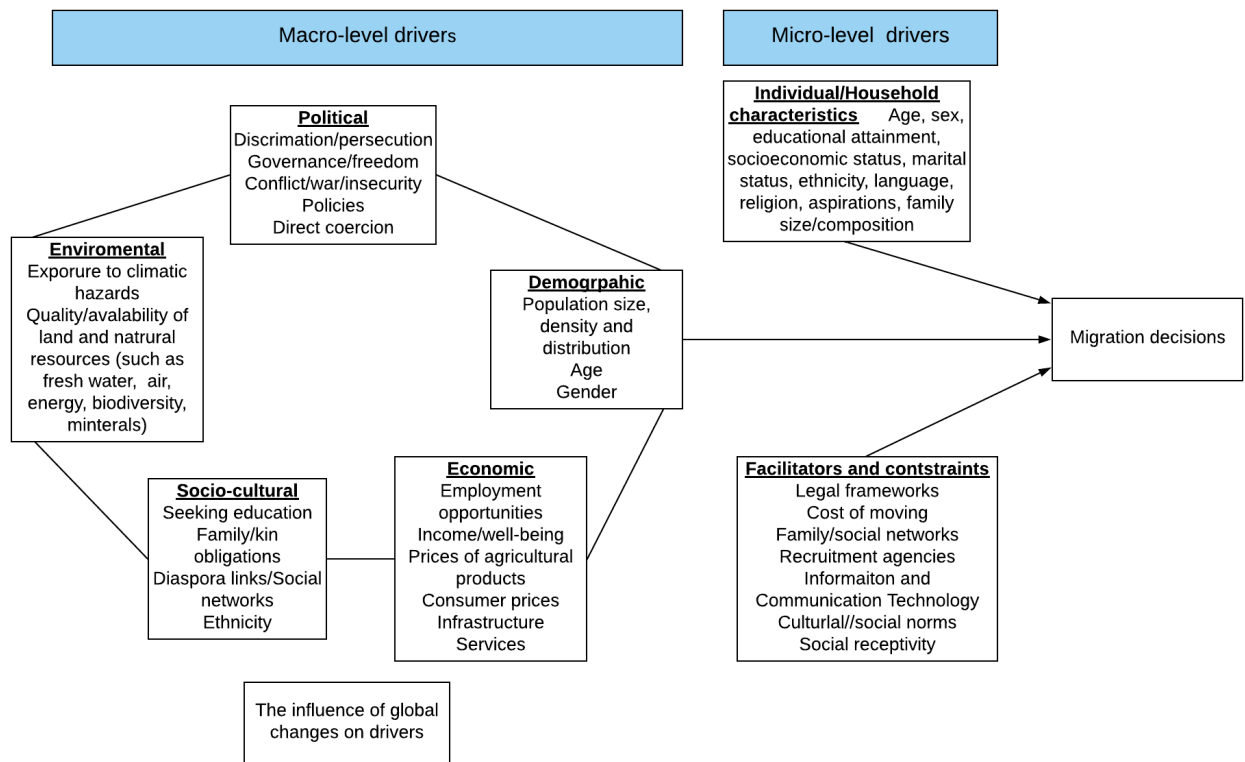 Macro-level drivers
Micro-level drivers
Political
Discrimation/persecution
Governance/freedom
Conflict/war/insecurity
Policies
Direct coercion
Enviromental
Exporure to climatic
hazards
Quality/avalability of
land and natrural
resources (such as
fresh water, air,
energy, biodiversity,
minterals)
Demogrpahic
Population size,
density and
distribution
Age
Gender
Socio-cultural
Seeking education
Family/kin
obligations
Diaspora links/Social
networks
Ethnicity
Economic
Employment
opportunities
Income/well-being
Prices of agricultural
products
Consumer prices
Infrastructure
Services
The influence of global
changes on drivers
Individual/Household
characteristics Age, sex,
educational attainment,
socioeconomic status, marital
status, ethnicity, language,
religion, aspirations, family
size/composition
Migration decisions
Facilitators and contstraints
Legal frameworks
Cost of moving
Family/social networks
Recruitment agencies
Informaiton and
Communication Technology
Culturlal//social norms
Social receptivity